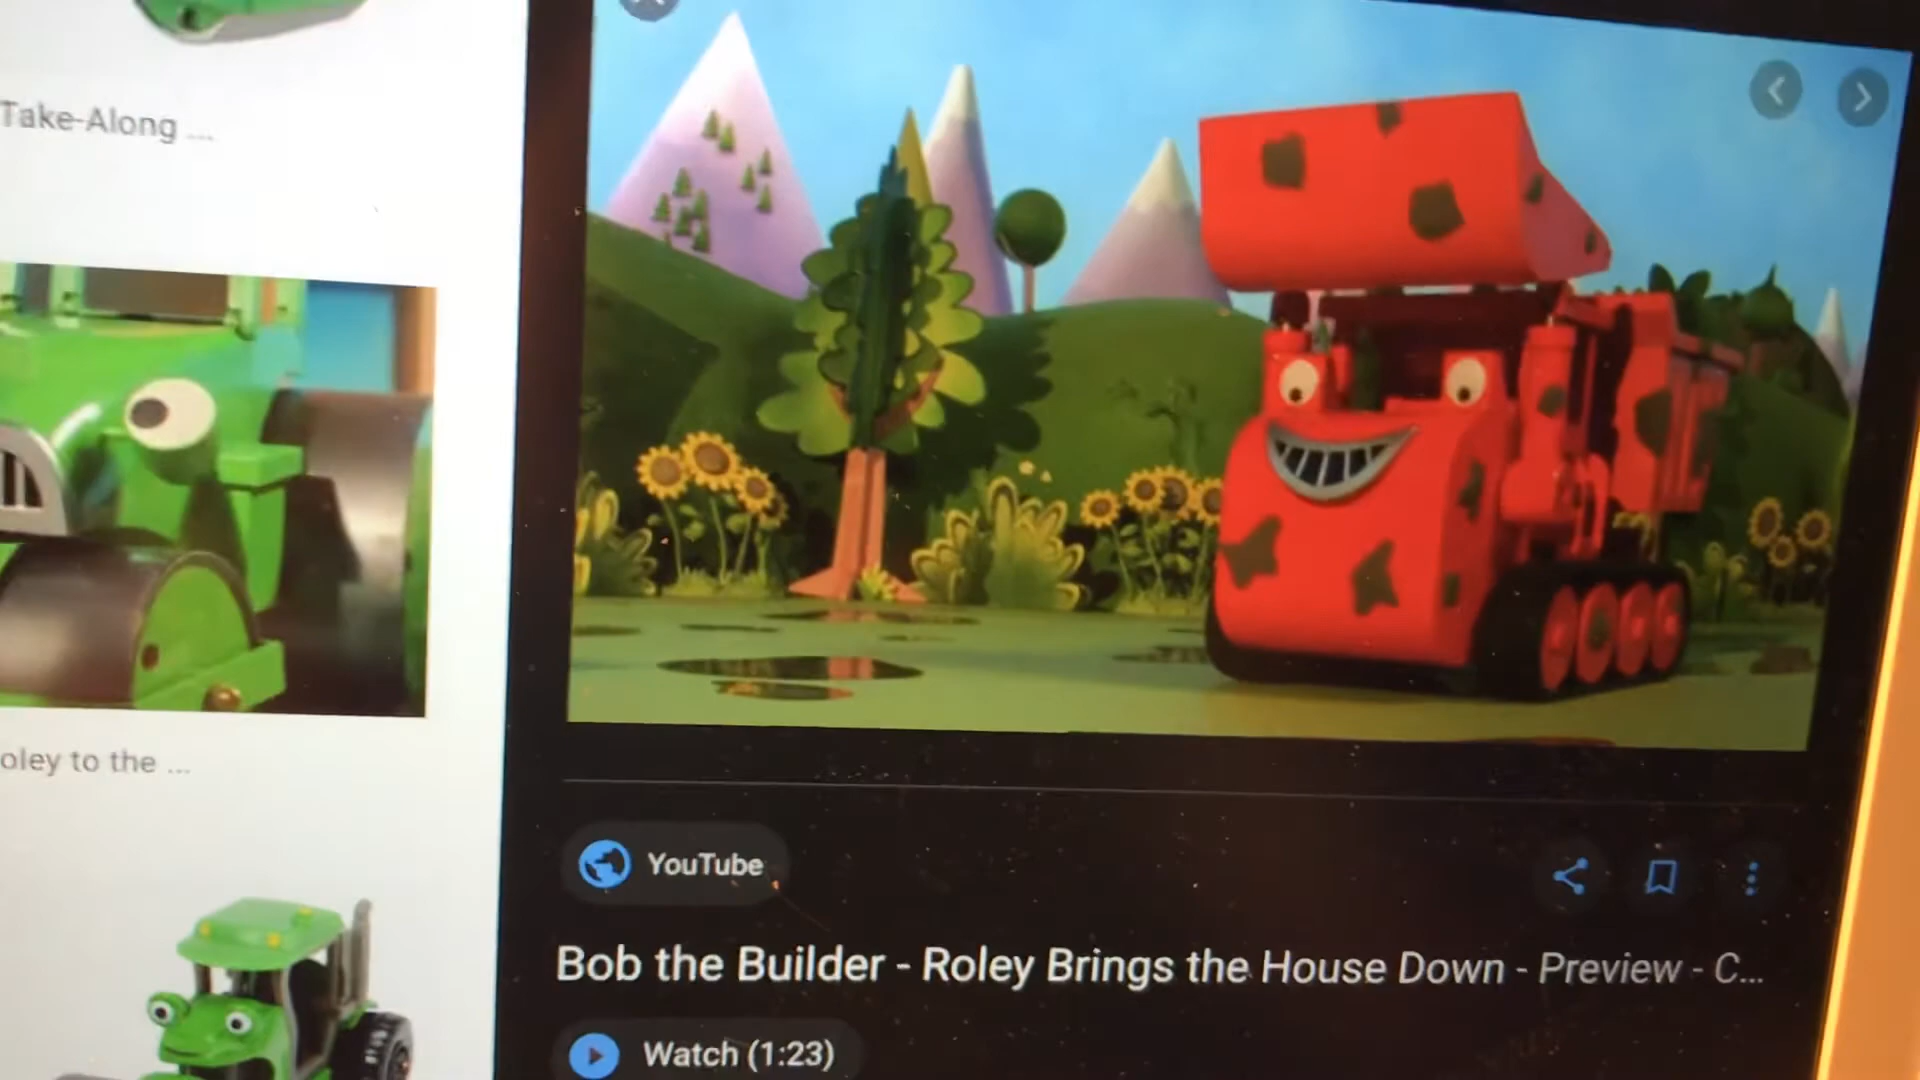 Take-Along ...
oley to the ...
YouTube
Bob the Builder - Roley Brings the House Down - Preview - C...
Watch (1:23)